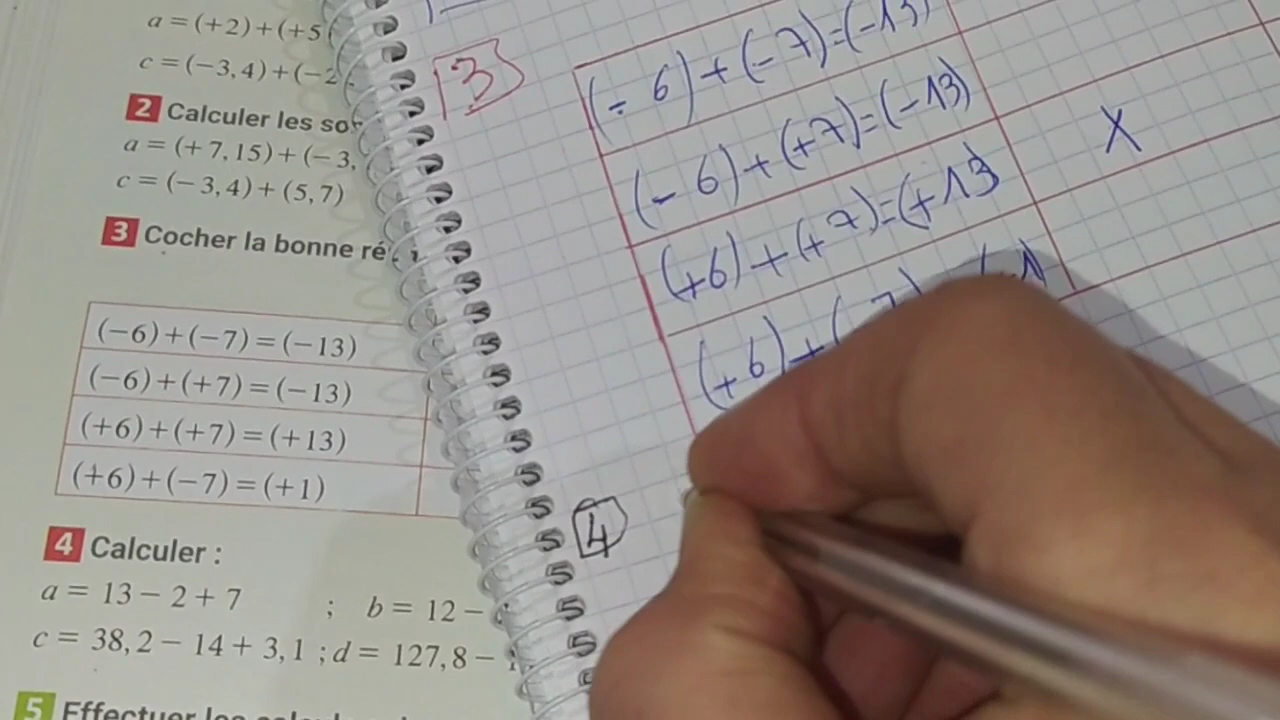 a = (+2)+(+5
c = (−3,4)+(−2
2 Calculer les so
a = (+7,15)+(−3,
c = (−3,4)+(5,7)
3 Cocher la bonne ré
(−6)+(−7)=(−13)
(−6)+(+7)=(−13)
(+6)+(+7)=(+13)
(+6)+(−7)=(+1)
4 Calculer :
a = 13 − 2 + 7 ; b = 12 −
c = 38,2 − 14 + 3,1 ; d = 127,8 −
5 Effectuer les
3
(− 6)+(−7)=(−13)
(− 6)+(+7)=(−13)
X
(+6)+(+7)=(+13
(+6)+(
4